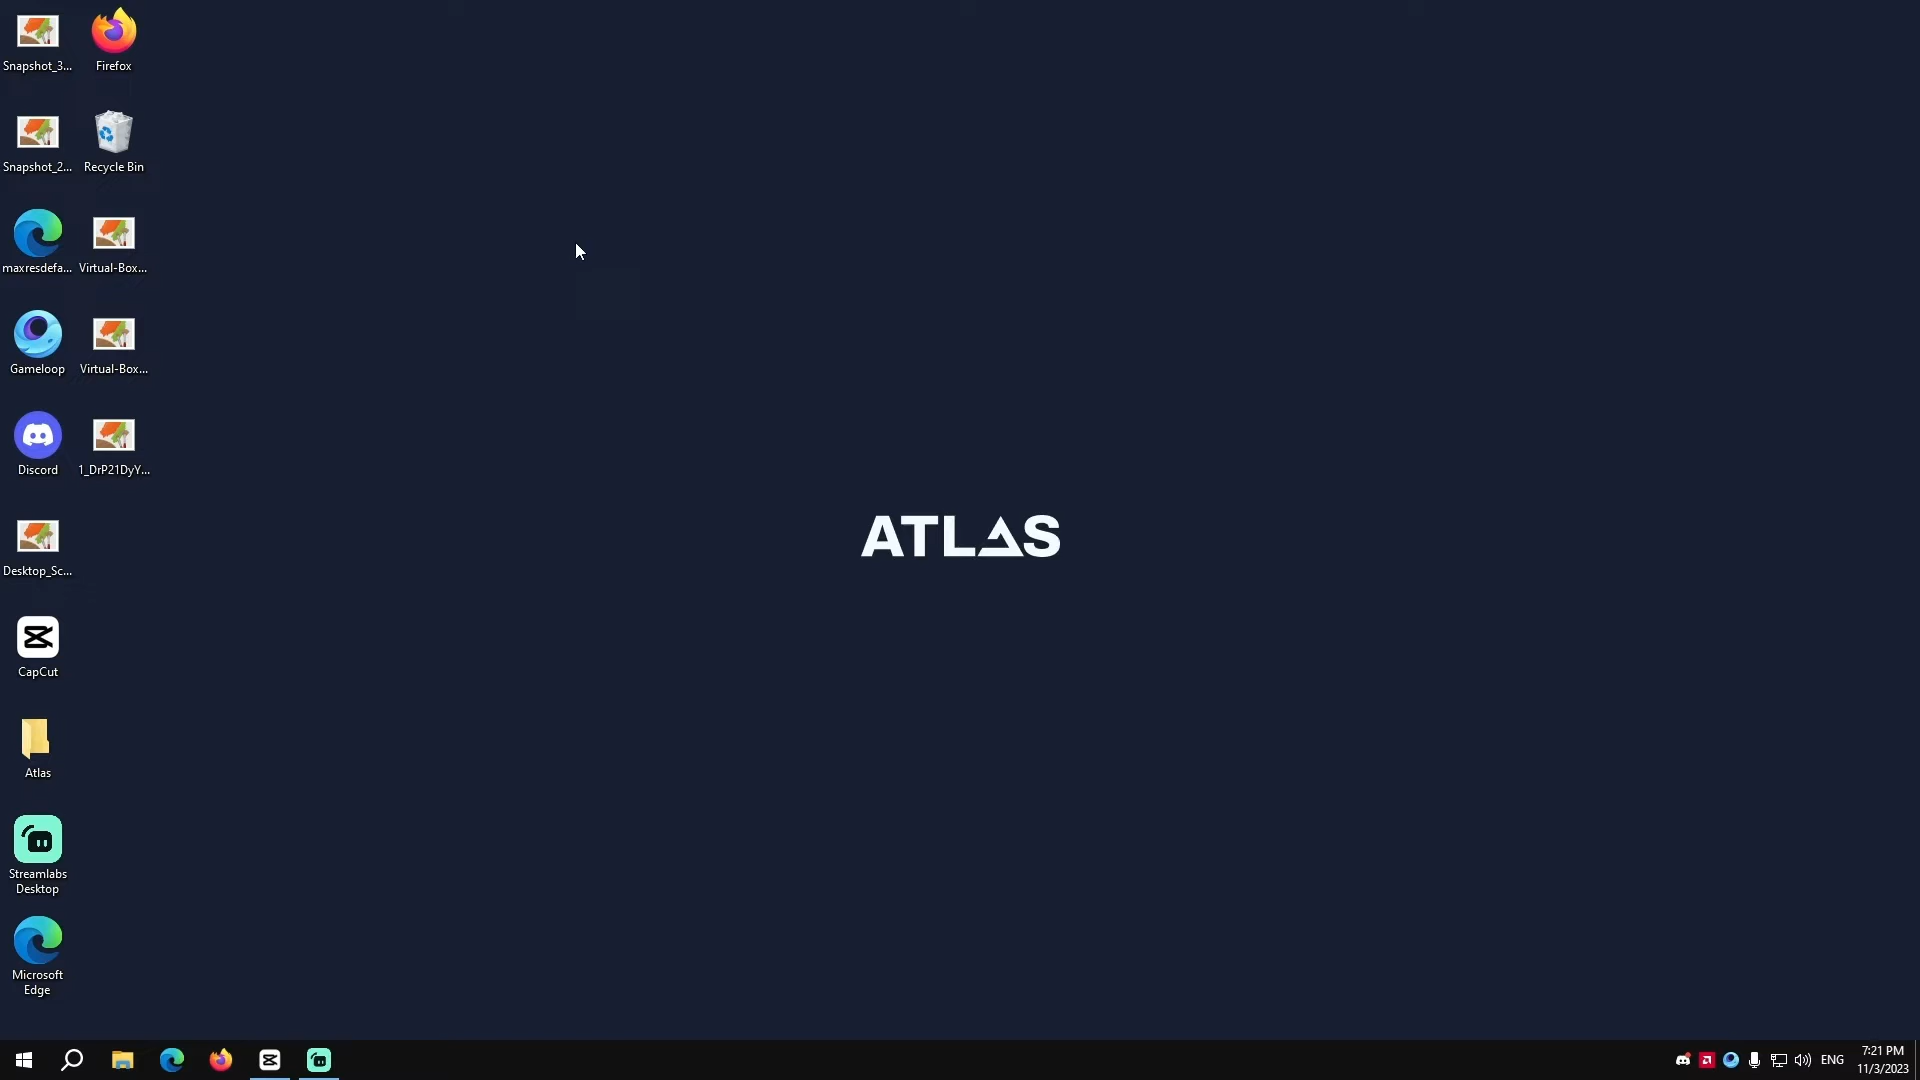 Snapshot_3...
Firefox
Snapshot_2...
Recycle Bin
maxresdefa...
Virtual-Box...
Gameloop
Virtual-Box...
Discord
1_DrP21DyY...
Desktop_Sc...
CapCut
Atlas
Streamlabs
Desktop
Microsoft
Edge
ATLAS
ENG
7:21 PM
11/3/2023